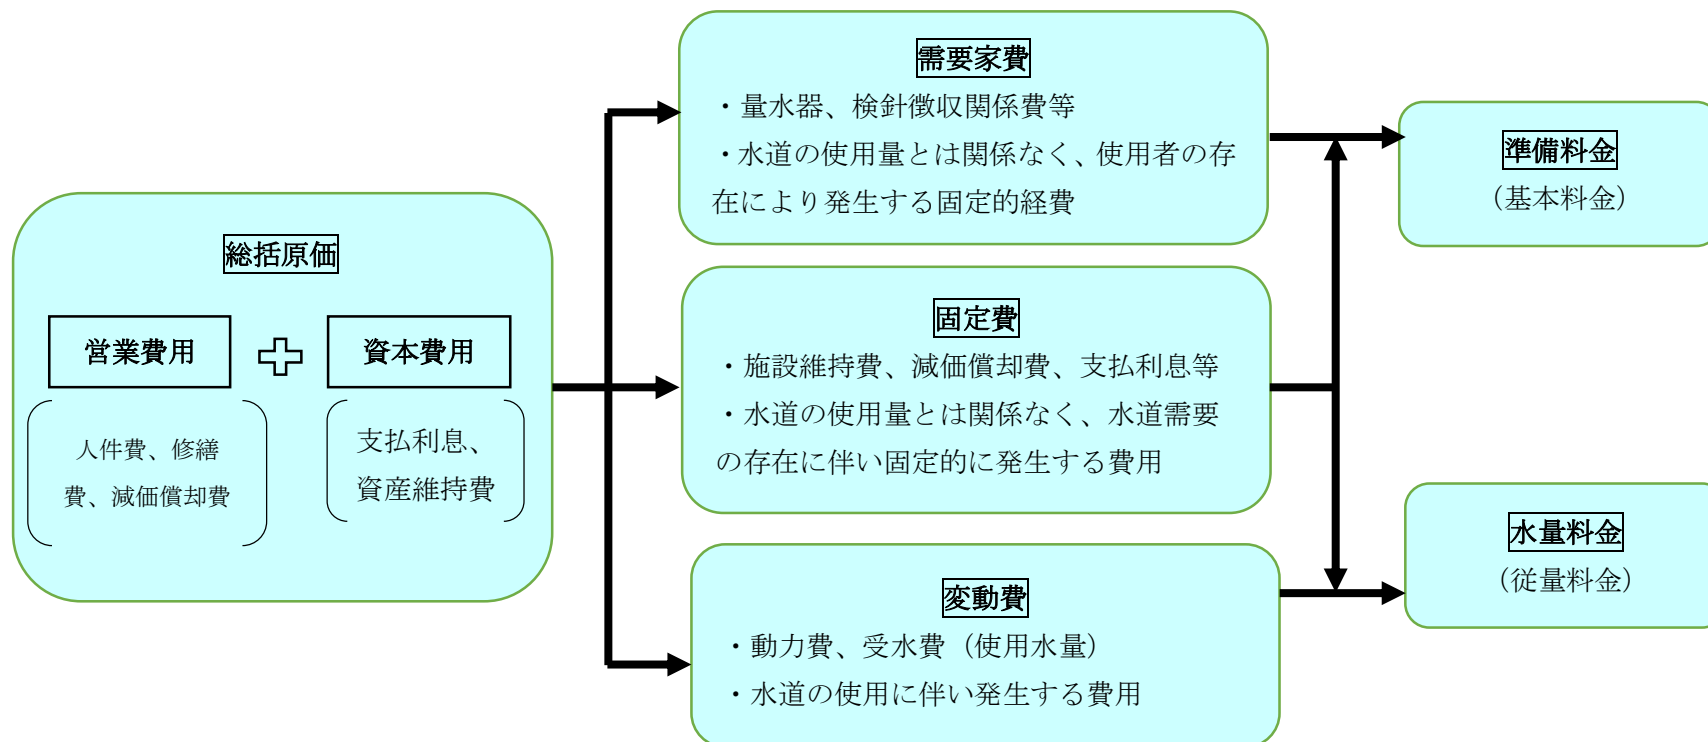 総括原価
営業費用
資本費用
人件費、修繕
費、減価償却費
支払利息、
資産維持費
需要家費
・量水器、検針徴収関係費等
・水道の使用量とは関係なく、使用者の存
在により発生する固定的経費
固定費
・施設維持費、減価償却費、支払利息等
・水道の使用量とは関係なく、水道需要
の存在に伴い固定的に発生する費用
変動費
・動力費、受水費（使用水量）
・水道の使用に伴い発生する費用
準備料金
（基本料金）
水量料金
（従量料金）